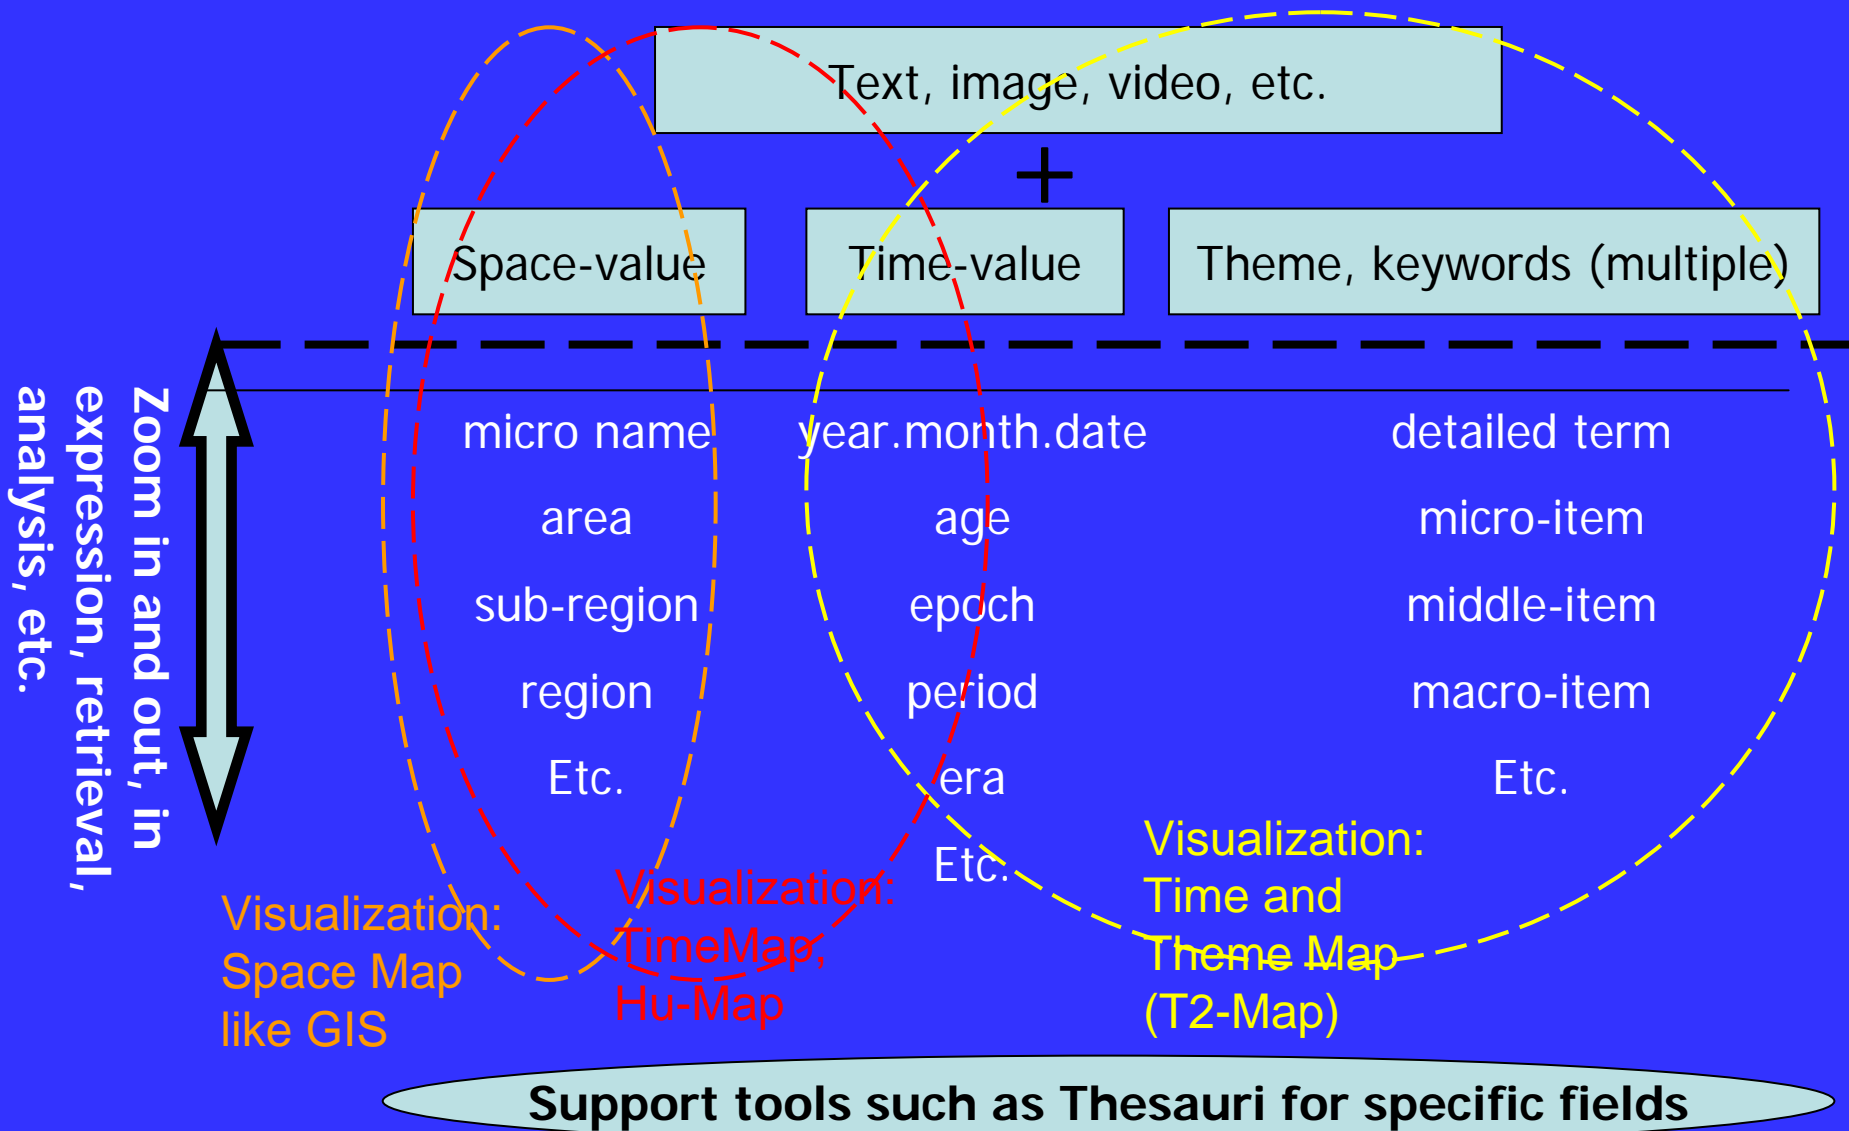 Text, image, video, etc.
+
Space-value
Time-value
Theme, keywords (multiple)
Zoom in and out, in
expression, retrieval,
analysis, etc.
micro name
year.month.date
detailed term
area
age
micro-item
sub-region
epoch
middle-item
region
period
macro-item
Etc.
era
Etc.
Etc.
Visualization:
Space Map
like GIS
Visualization:
TimeMap,
Hu-Map
Visualization:
Time and
Theme Map
(T2-Map)
Support tools such as Thesauri for specific fields